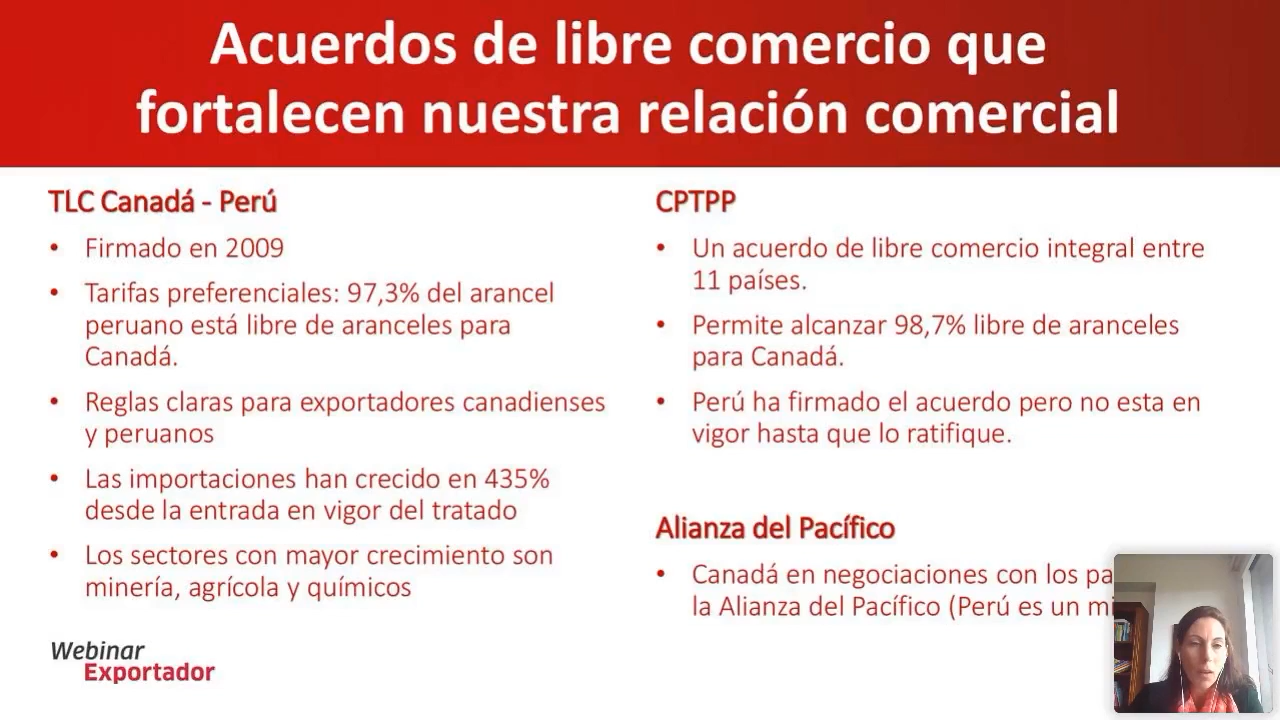 Acuerdos de libre comercio que
fortalecen nuestra relación comercial
TLC Canadá - Perú
• Firmado en 2009
• Tarifas preferenciales: 97,3% del arancel
peruano está libre de aranceles para
Canadá.
• Reglas claras para exportadores canadienses
y peruanos
• Las importaciones han crecido en 435%
desde la entrada en vigor del tratado
• Los sectores con mayor crecimiento son
minería, agrícola y químicos
CPTPP
• Un acuerdo de libre comercio integral entre
11 países.
• Permite alcanzar 98,7% libre de aranceles
para Canadá.
• Perú ha firmado el acuerdo pero no esta en
vigor hasta que lo ratifique.
Alianza del Pacífico
• Canadá en negociaciones con los
la Alianza del Pacífico (Perú es un
Webinar
Exportador